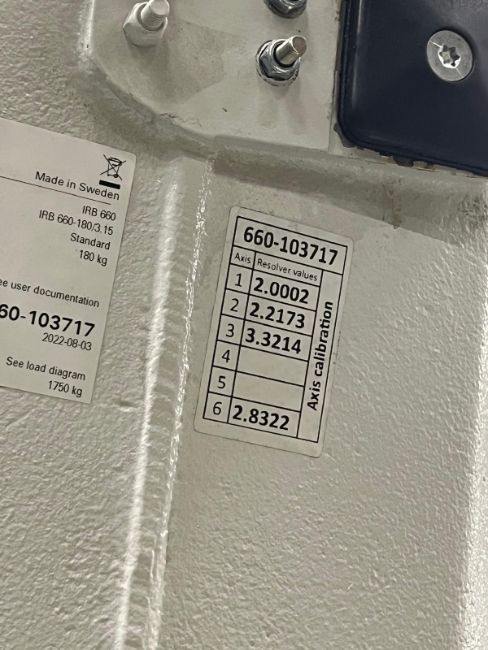 Made in Sweden
IRB 660
IRB 660-180/3.15
Standard
180 kg
user documentation
60-103717
2022-08-03
See load diagram
1750 kg
660-103717
Axis Resolver values
1 2.0002
2 2.2173
3 3.3214
4
5
6 2.8322
Axis calibration